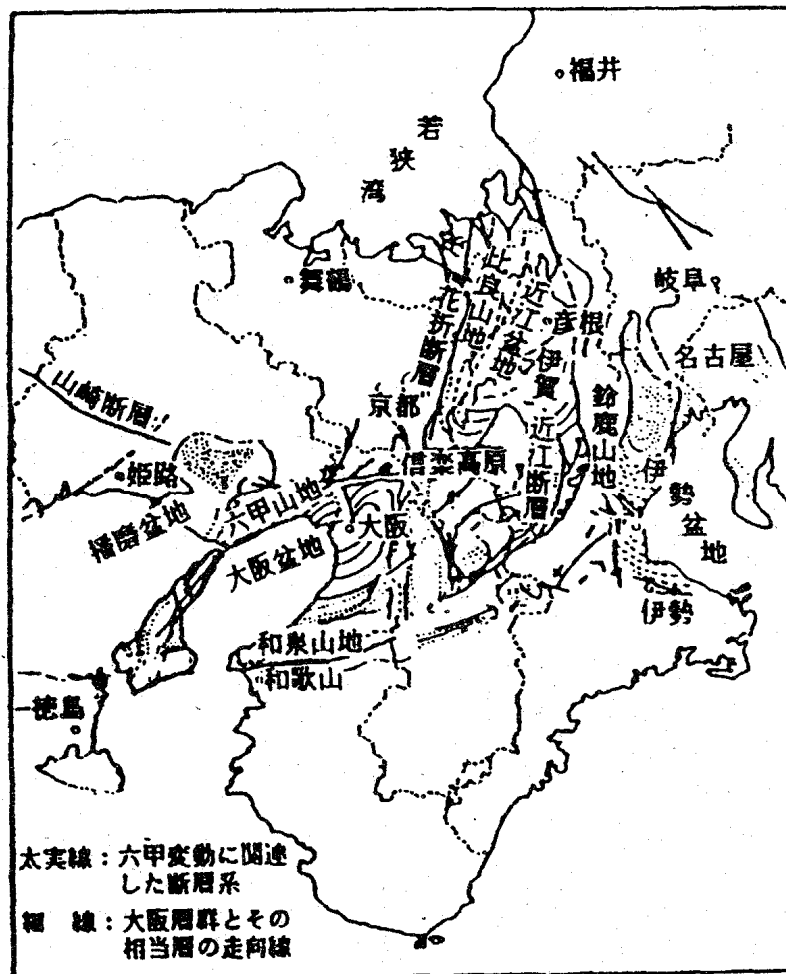 福井
若狭湾
舞鶴
花折断層
比良山地
近江盆地
彦根
岐阜
伊賀・近江断層
名古屋
鈴鹿山地
山崎断層
京都
信楽高原
姫路
六甲山地
播磨盆地
大阪
大阪盆地
伊勢盆地
伊勢
和泉山地
和歌山
徳島
太実線：六甲変動に関連
した断層系
細　線：大阪層群とその
相当層の走向線